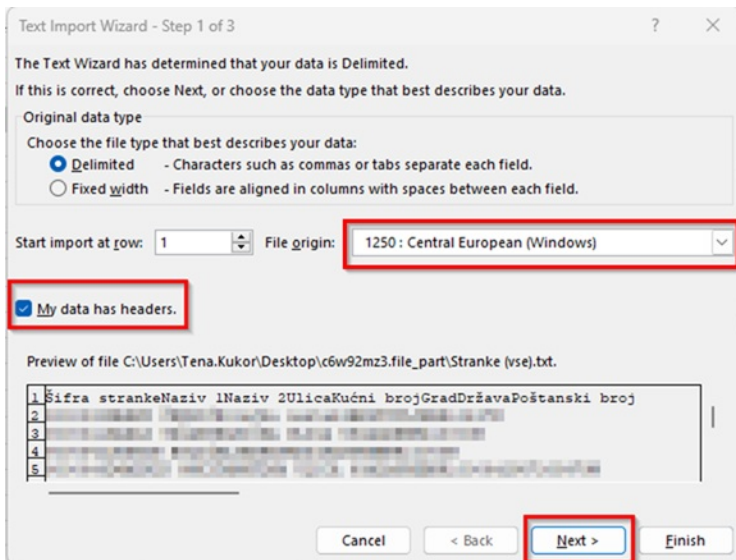 Text Import Wizard - Step 1 of 3 ?
The Text Wizard has determined that your data is Delimited.
If this is correct, choose Next, or choose the data type that best describes your data.
Original data type
Choose the file type that best describes your data:
Delimited - Characters such as commas or tabs separate each field.
Fixed width - Fields are aligned in columns with spaces between each field.
Start import at row: 1 File origin: 1250 : Central European (Windows)
My data has headers.
Preview of file C:\Users\Tena.Kukor\Desktop\c6w92mz3.file_part\Stranke (vse).txt.
1 Šifra strankeNaziv 1Naziv 2UlicaKućni brojGradDržavaPoštanski broj
2
3
4
5
Cancel < Back Next > Finish